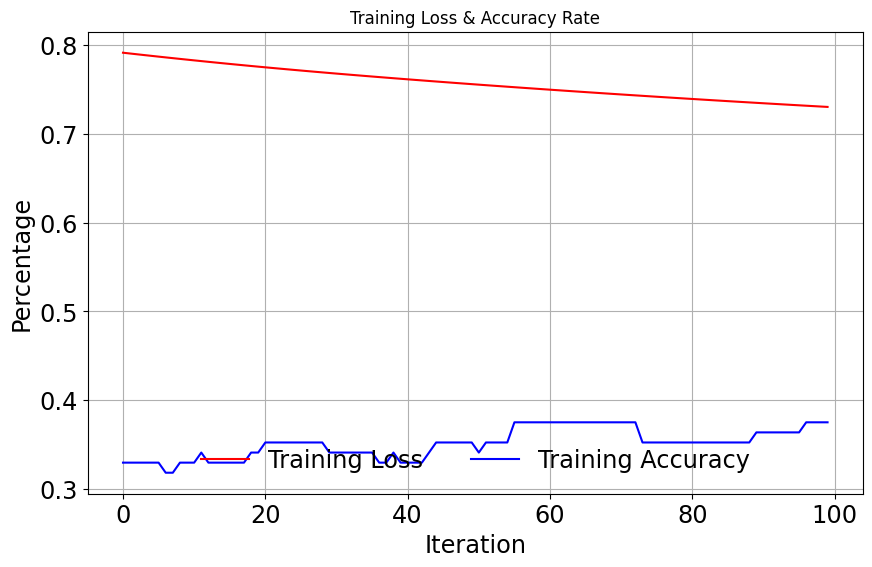 Training Loss & Accuracy Rate
0.8
0.7
0.6
0.5
0.4
0.3
Percentage
Training Loss Training Accuracy
0 20 40 60 80 100
Iteration